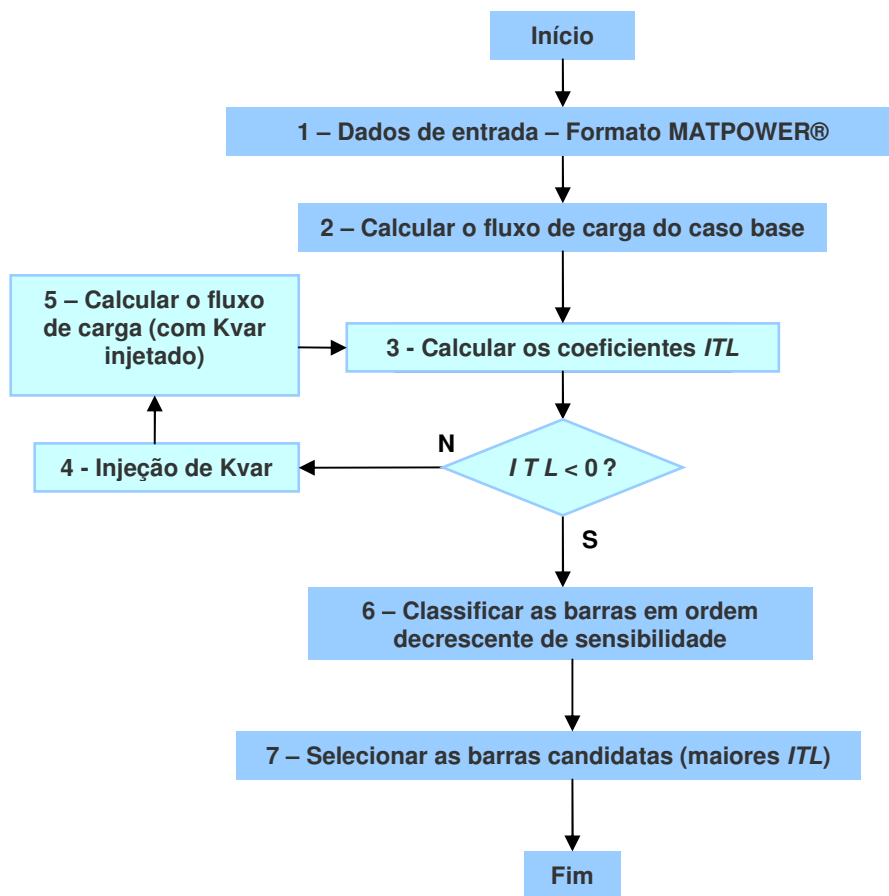 Início
1 – Dados de entrada – Formato MATPOWER®
2 – Calcular o fluxo de carga do caso base
5 – Calcular o fluxo
de carga (com Kvar
injetado)
3 - Calcular os coeficientes ITL
N
4 - Injeção de Kvar
I T L < 0 ?
S
6 – Classificar as barras em ordem
decrescente de sensibilidade
7 – Selecionar as barras candidatas (maiores ITL)
Fim